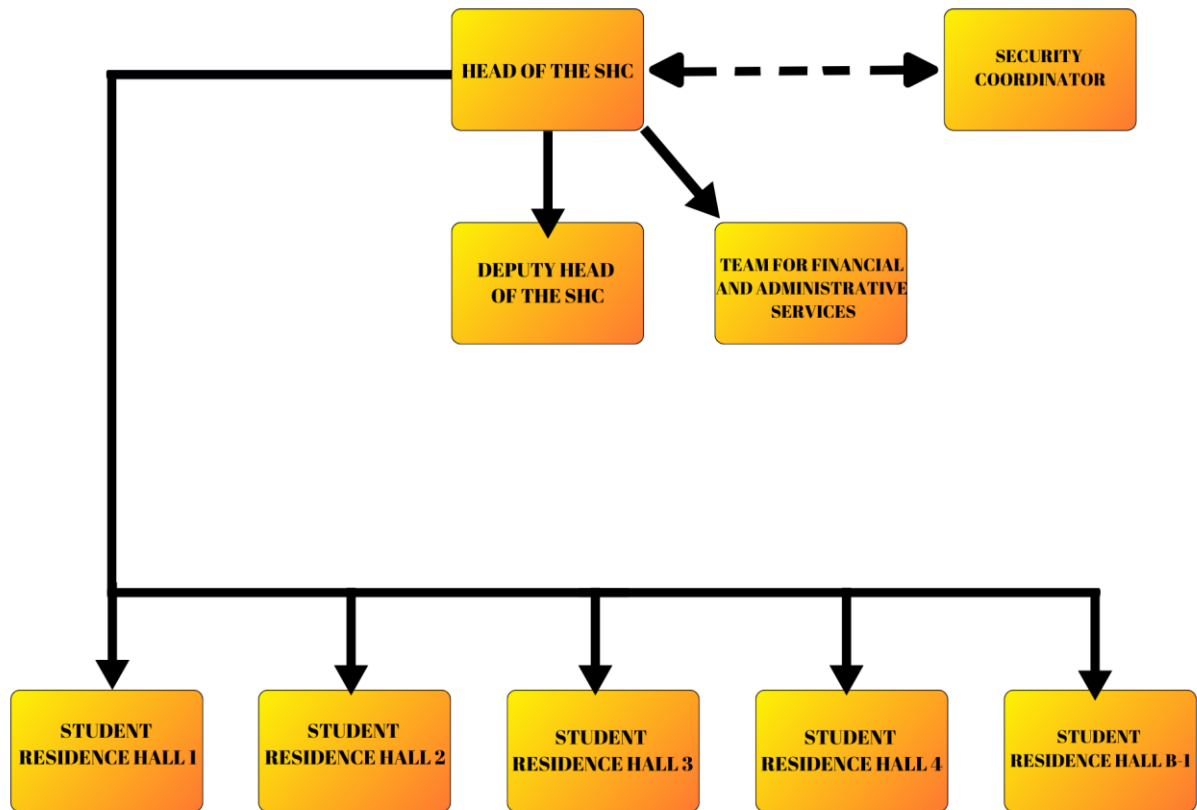 HEAD OF THE SHC
SECURITY
COORDINATOR
DEPUTY HEAD
OF THE SHC
TEAM FOR FINANCIAL
AND ADMINISTRATIVE
SERVICES
STUDENT
RESIDENCE HALL 1
STUDENT
RESIDENCE HALL 2
STUDENT
RESIDENCE HALL 3
STUDENT
RESIDENCE HALL 4
STUDENT
RESIDENCE HALL B-1